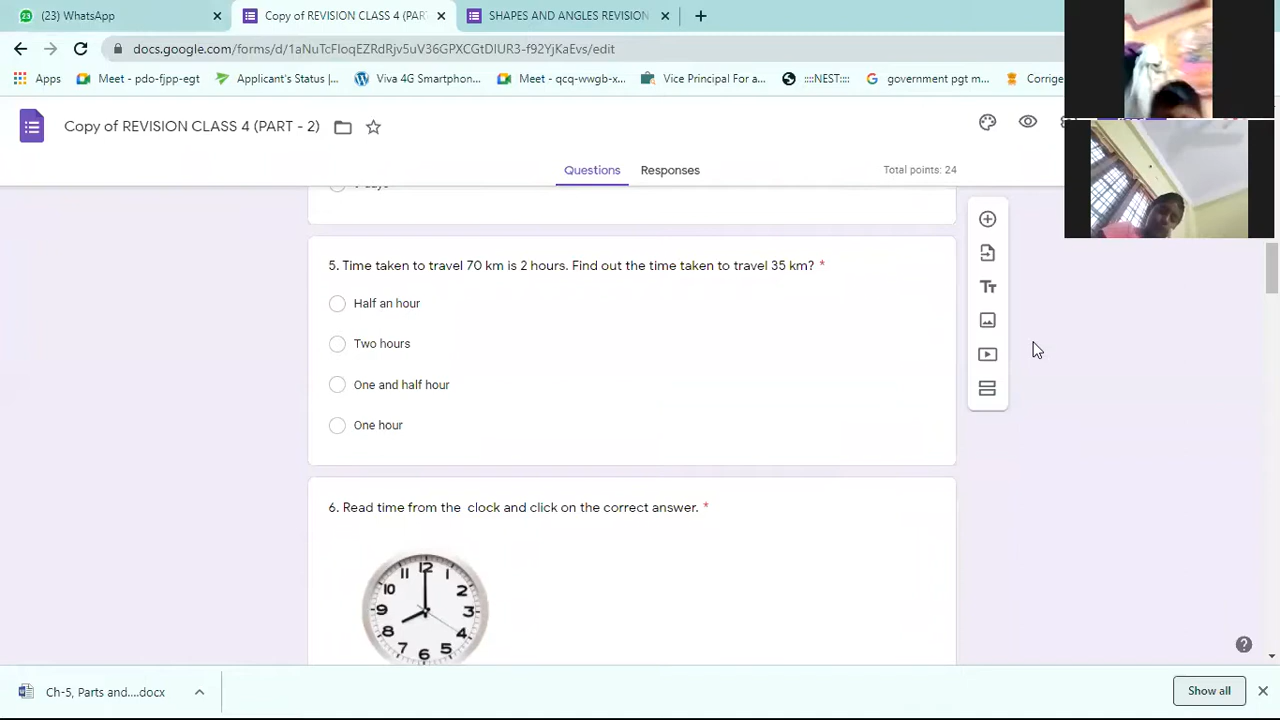 (23) WhatsApp
Copy of REVISION CLASS 4 (PAR
SHAPES AND ANGLES REVISION
docs.google.com/forms/d/1aNuTcFIoqEZRdRjv5uV36GPXCGtDIUR3-f92YjKaEvs/edit
Apps
Meet - pdo-fjpp-egt
Applicant's Status |...
Viva 4G Smartphon...
Meet - qcq-wwgb-x...
Vice Principal For a...
::::NEST::::
government pgt m...
Corrige
Copy of REVISION CLASS 4 (PART - 2)
Questions
Responses
Total points: 24
5. Time taken to travel 70 km is 2 hours. Find out the time taken to travel 35 km? *
Half an hour
Two hours
One and half hour
One hour
6. Read time from the clock and click on the correct answer. *
12
11 1
10 2
9 3
8 4
7 5
6
Ch-5, Parts and....docx
Show all